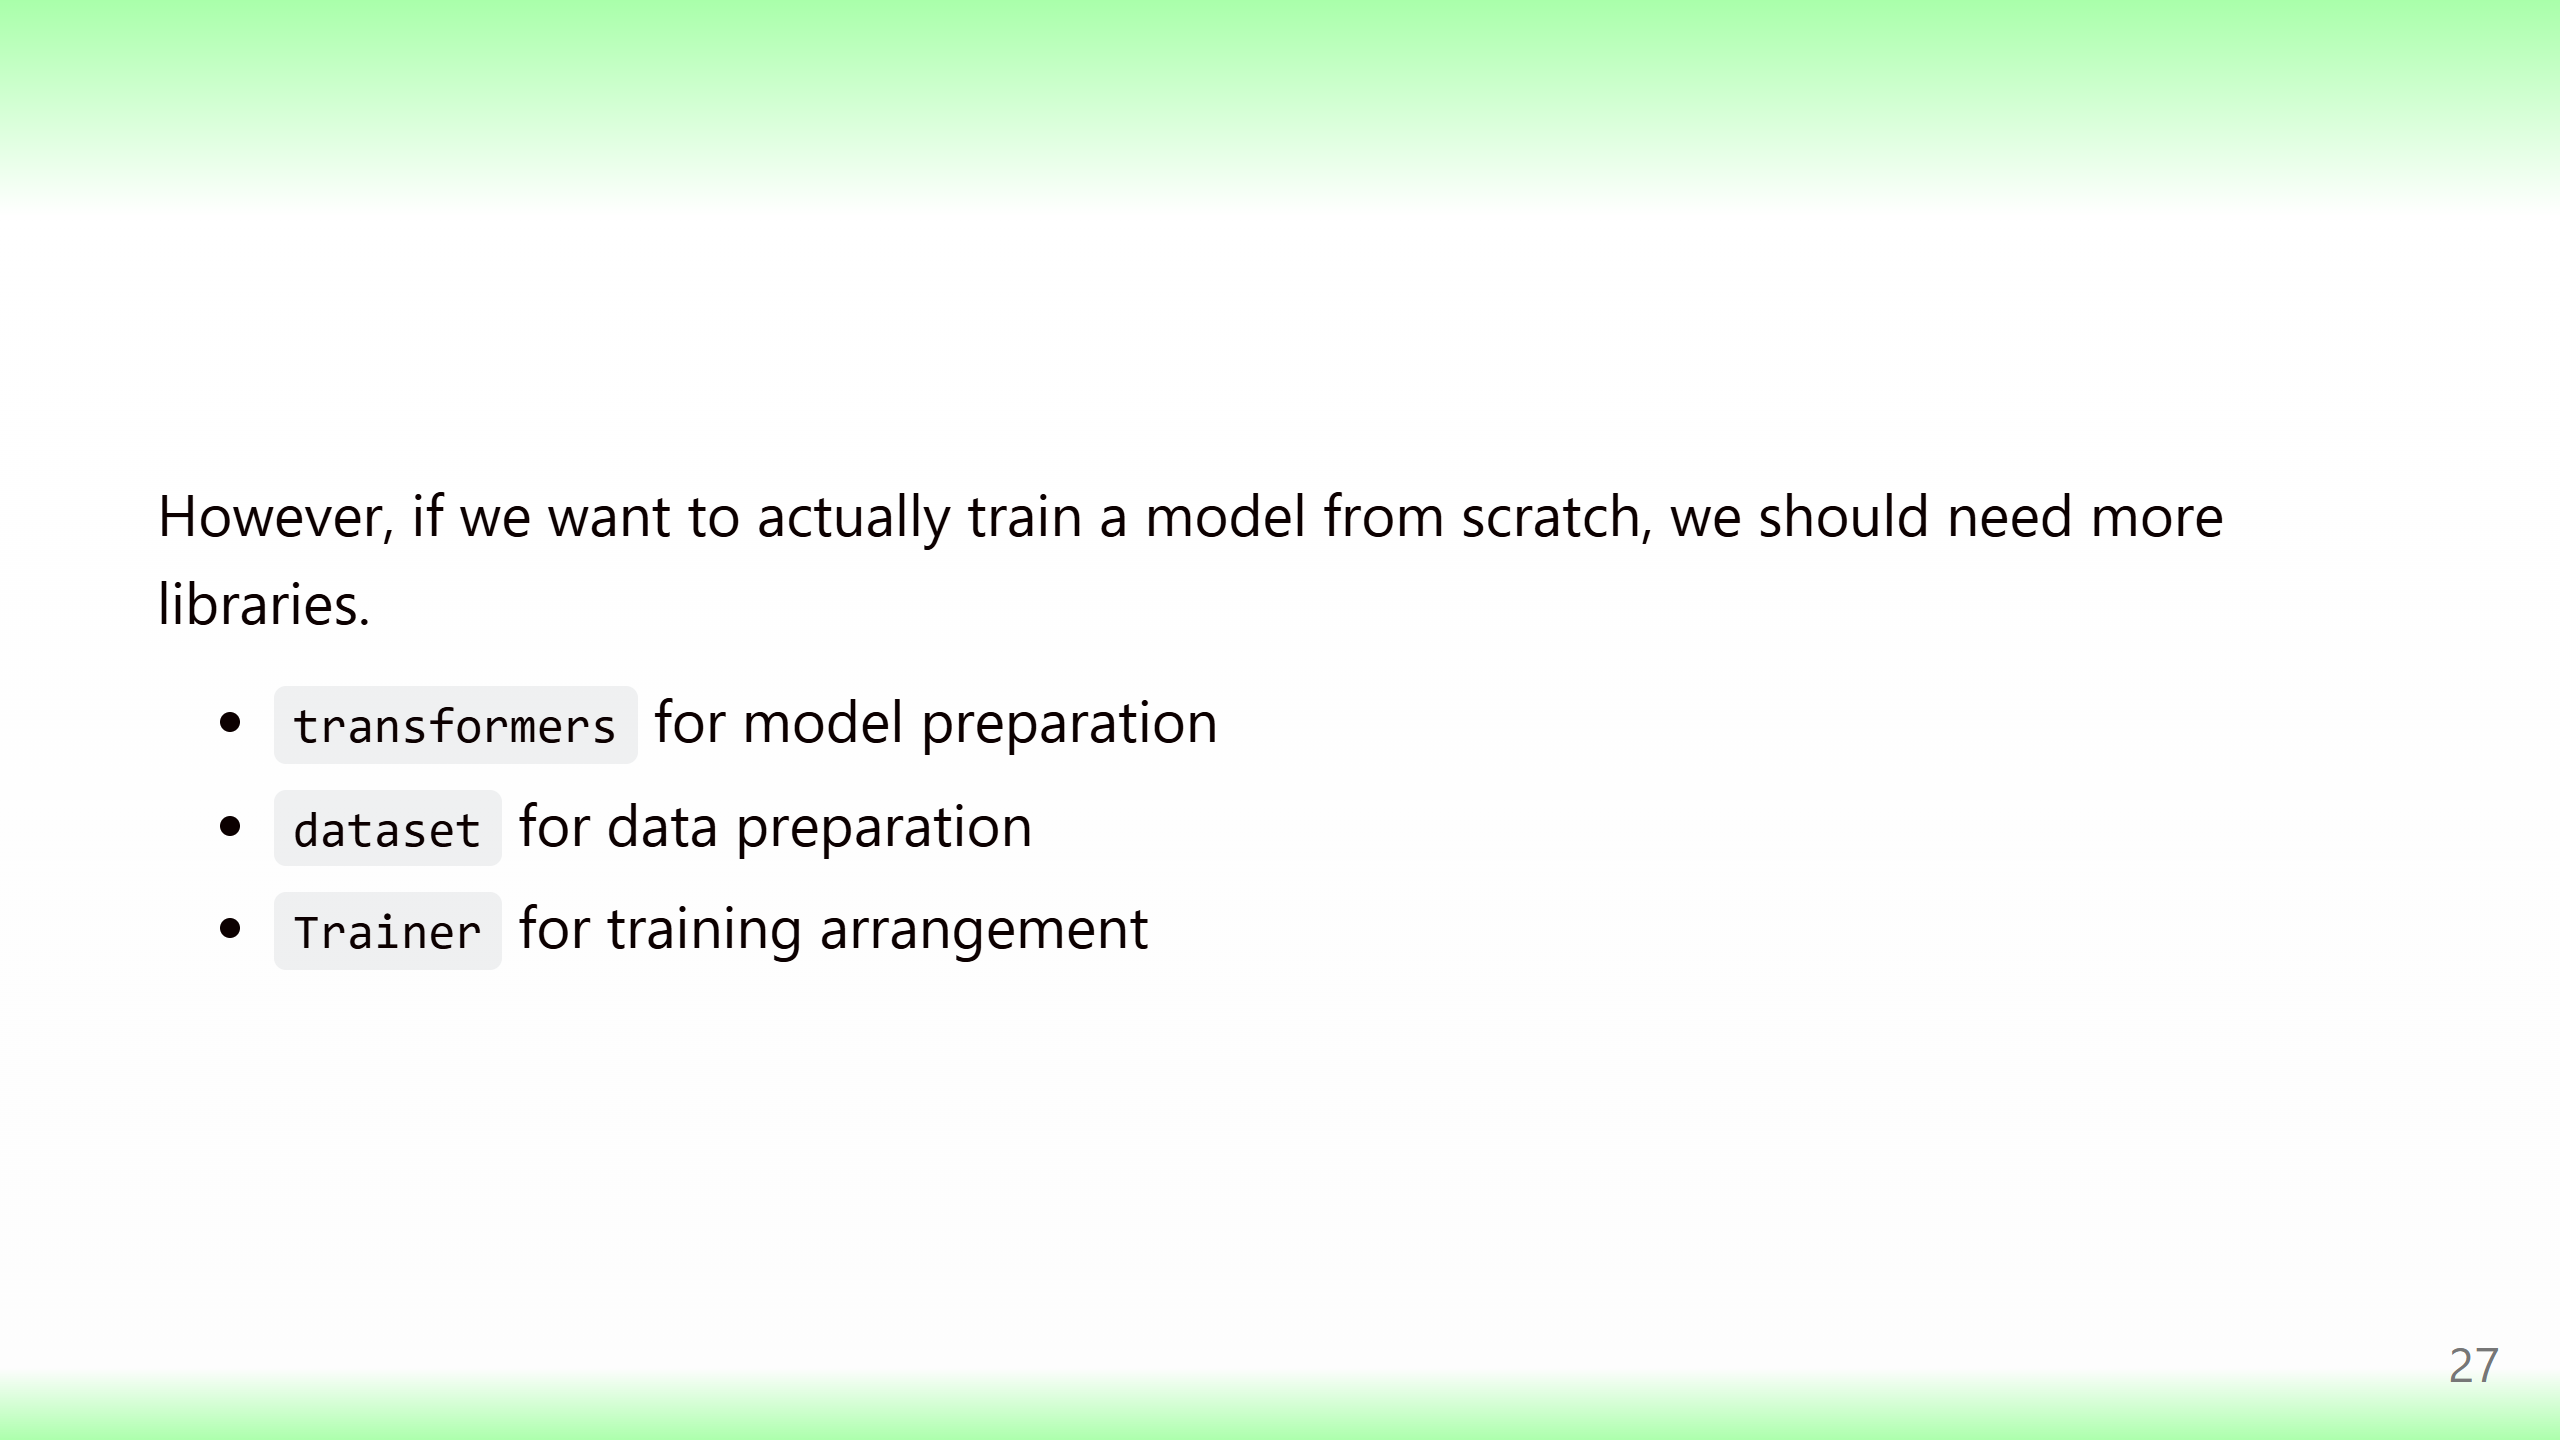 However, if we want to actually train a model from scratch, we should need more
libraries.
• transformers for model preparation
• dataset for data preparation
• Trainer for training arrangement
27